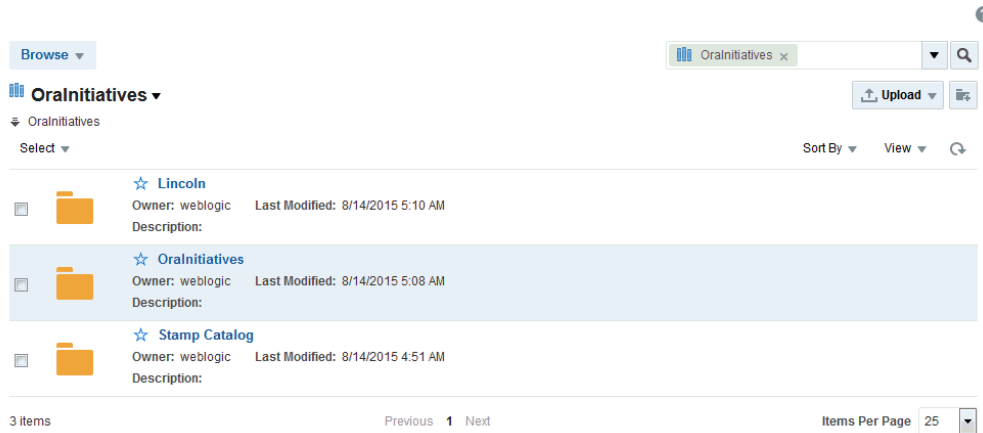 Browse
OraInitiatives x
OraInitiatives
Upload
OraInitiatives
Select
Sort By View
Lincoln
Owner: weblogic Last Modified: 8/14/2015 5:10 AM
Description:
OraInitiatives
Owner: weblogic Last Modified: 8/14/2015 5:08 AM
Description:
Stamp Catalog
Owner: weblogic Last Modified: 8/14/2015 4:51 AM
Description:
3 items Previous 1 Next Items Per Page 25